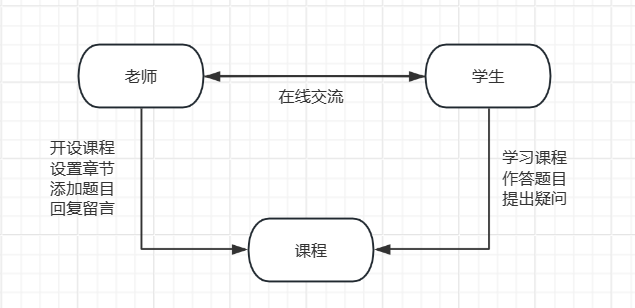 老师
学生
在线交流
开设课程
设置章节
添加题目
回复留言
学习课程
作答题目
提出疑问
课程